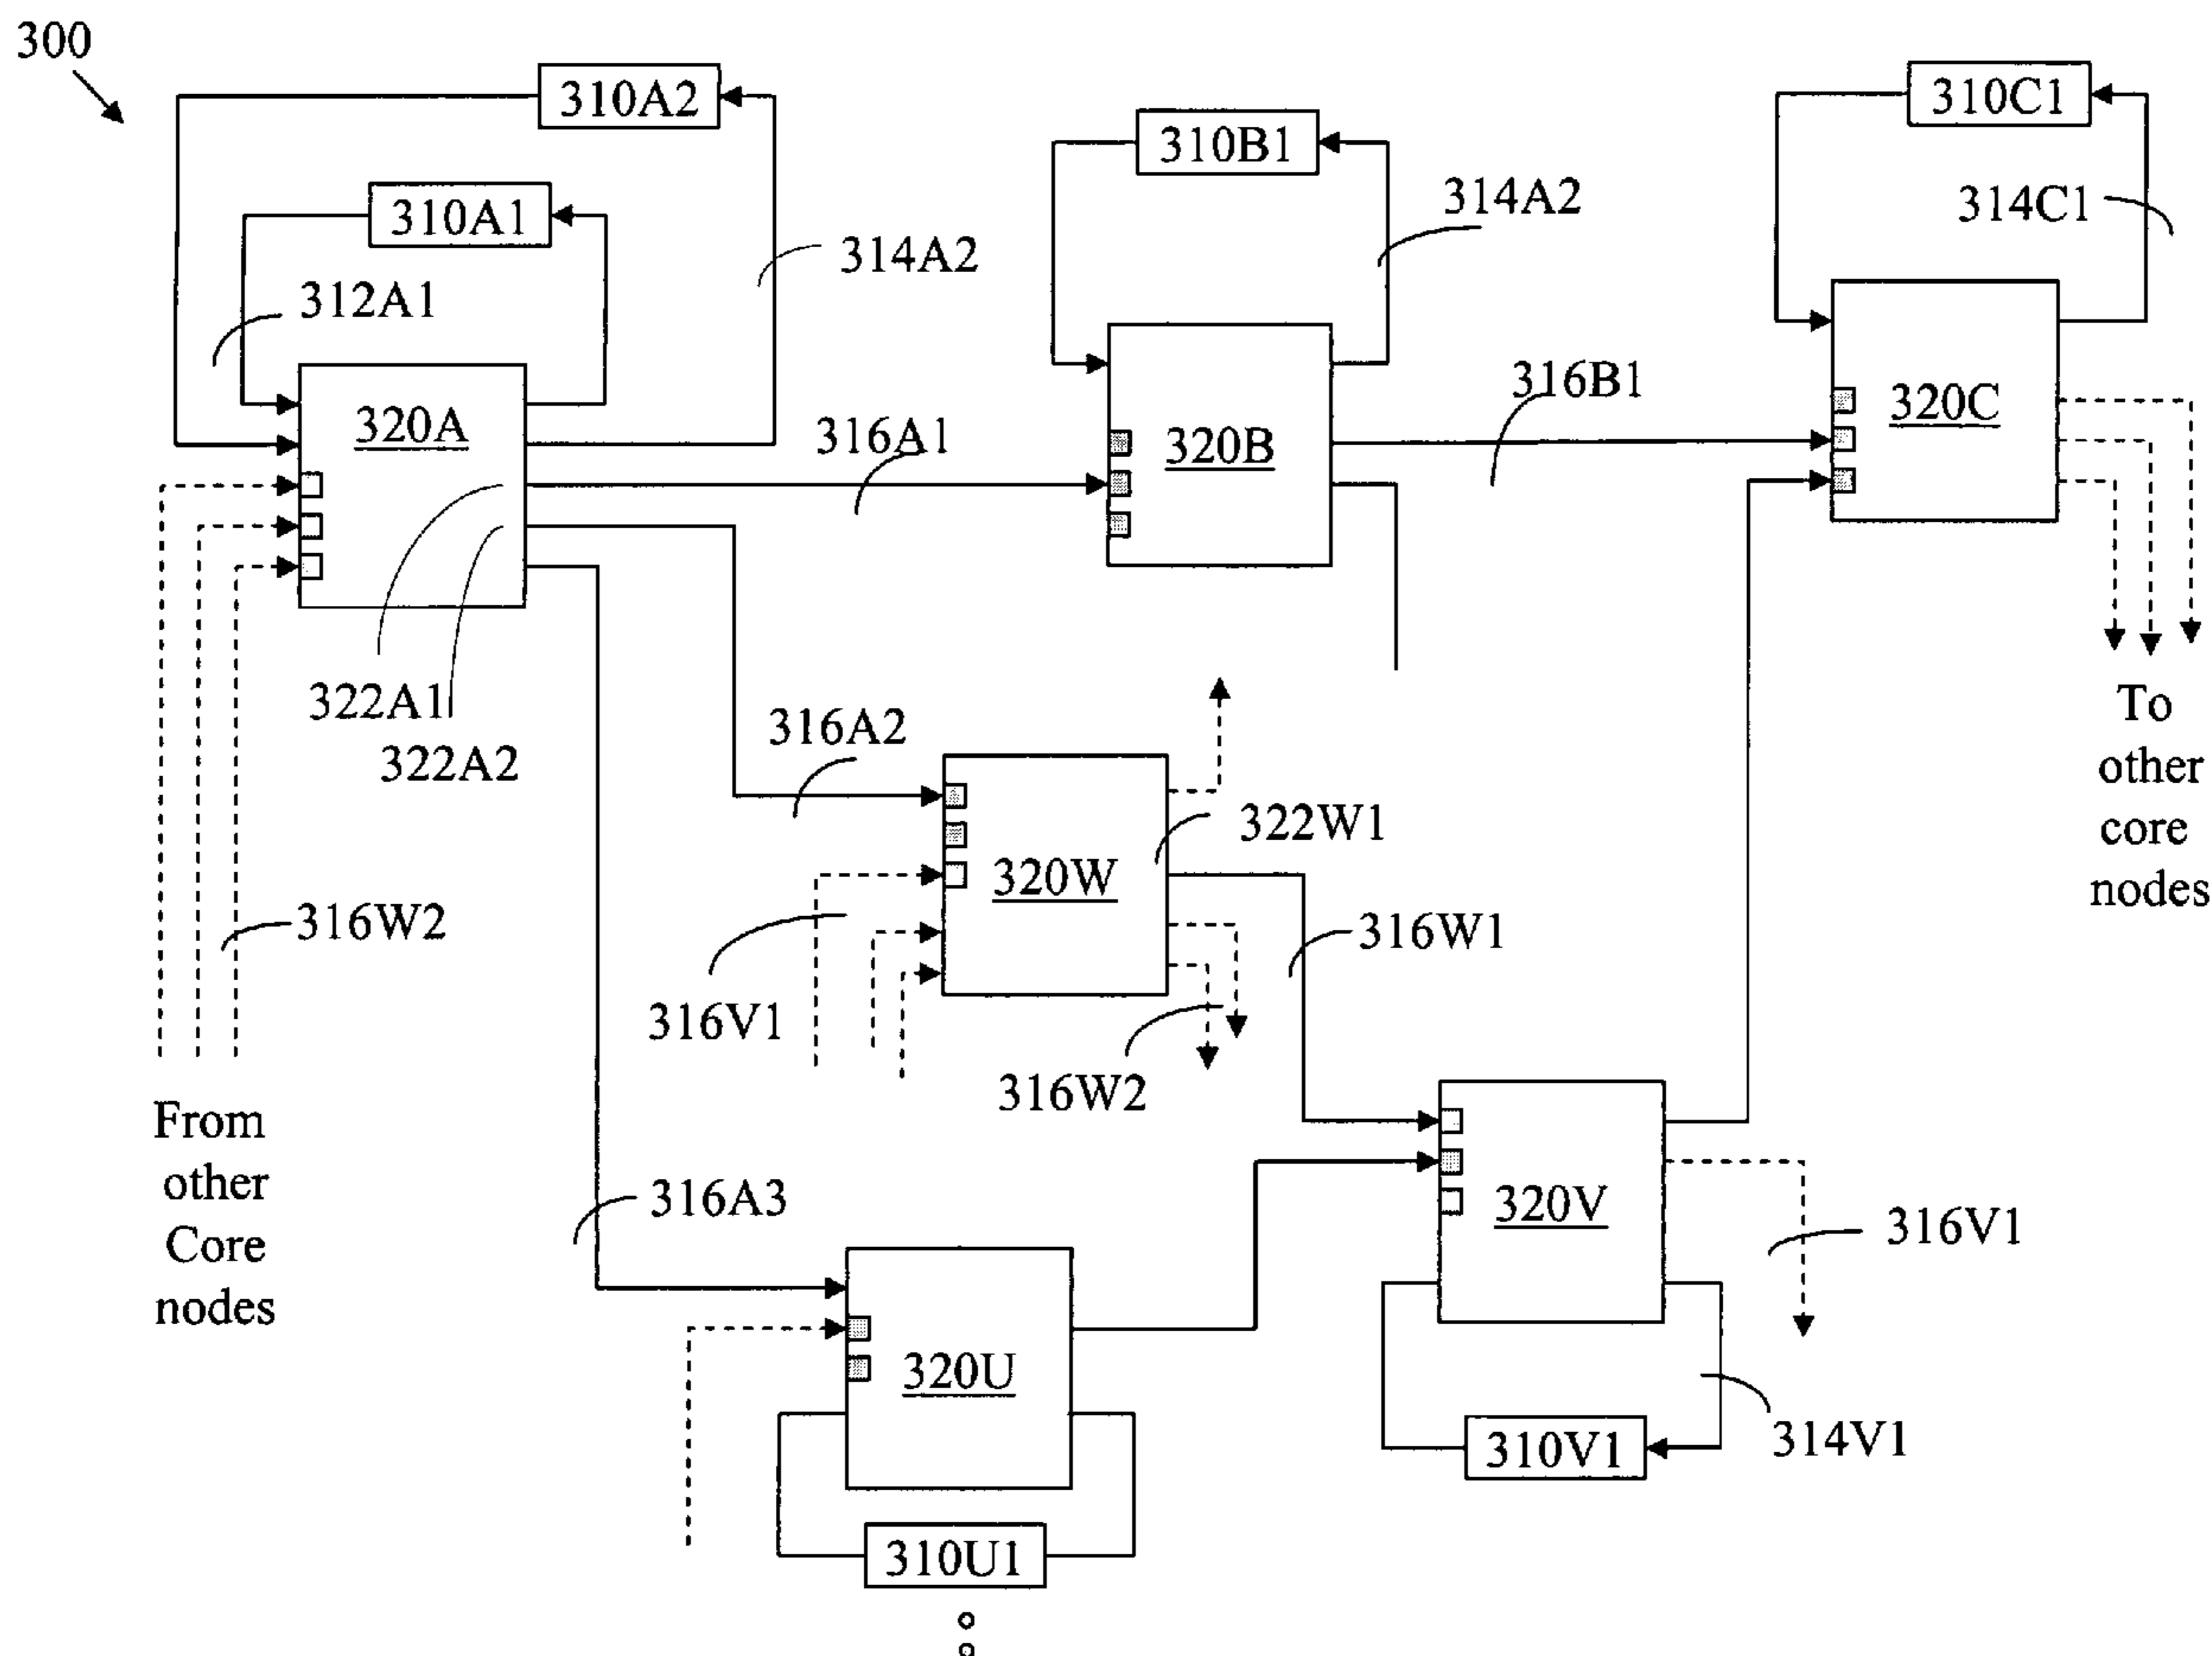 300
310A2
310C1
310B1
314A2
310A1
314C1
314A2
312A1
316B1
320A
320C
316A1
320B
322A1
316A2
To
other
core
nodes
322A2
322W1
320W
316W2
316W1
316V1
316W2
From
other
Core
nodes
316A3
320V
316V1
320U
314V1
310V1
310U1